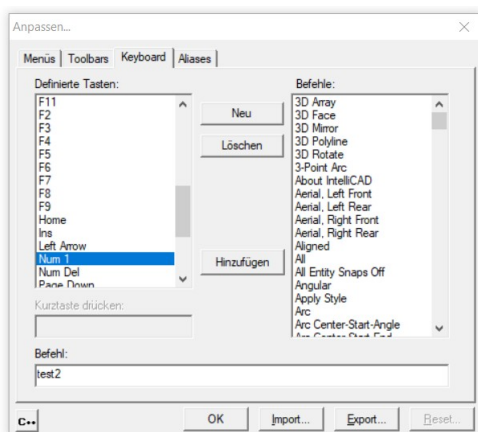 Anpassen...
Menüs
Toolbars
Keyboard
Aliases
Definierte Tasten:
F11
F2
F3
F4
F5
F6
F7
F8
F9
Home
Ins
Left Arrow
Num 1
Num Del
Page Down
Kurztaste drücken:
Neu
Löschen
Hinzufügen
Befehle:
3D Array
3D Face
3D Mirror
3D Polyline
3D Rotate
3-Point Arc
About IntelliCAD
Aerial, Left Front
Aerial, Left Rear
Aerial, Right Front
Aerial, Right Rear
Aligned
All
All Entity Snaps Off
Angular
Apply Style
Arc
Arc Center-Start-Angle
Arc Center-Start-End
Befehl:
test2
C++
OK
Import...
Export...
Reset...